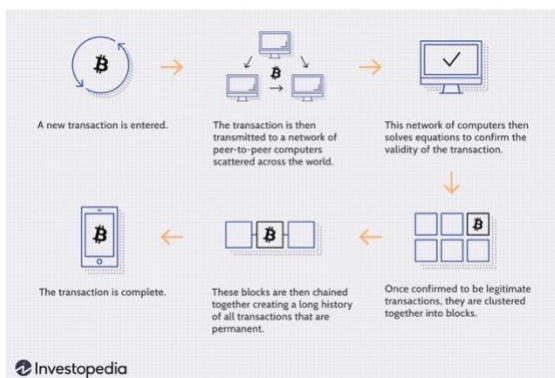 A new transaction is entered.
The transaction is then
transmitted to a network of
peer-to-peer computers
scattered across the world.
This network of computers then
solves equations to confirm the
validity of the transaction.
The transaction is complete.
These blocks are then chained
together creating a long history
of all transactions that are
permanent.
Once confirmed to be legitimate
transactions, they are clustered
together into blocks.
Investopedia